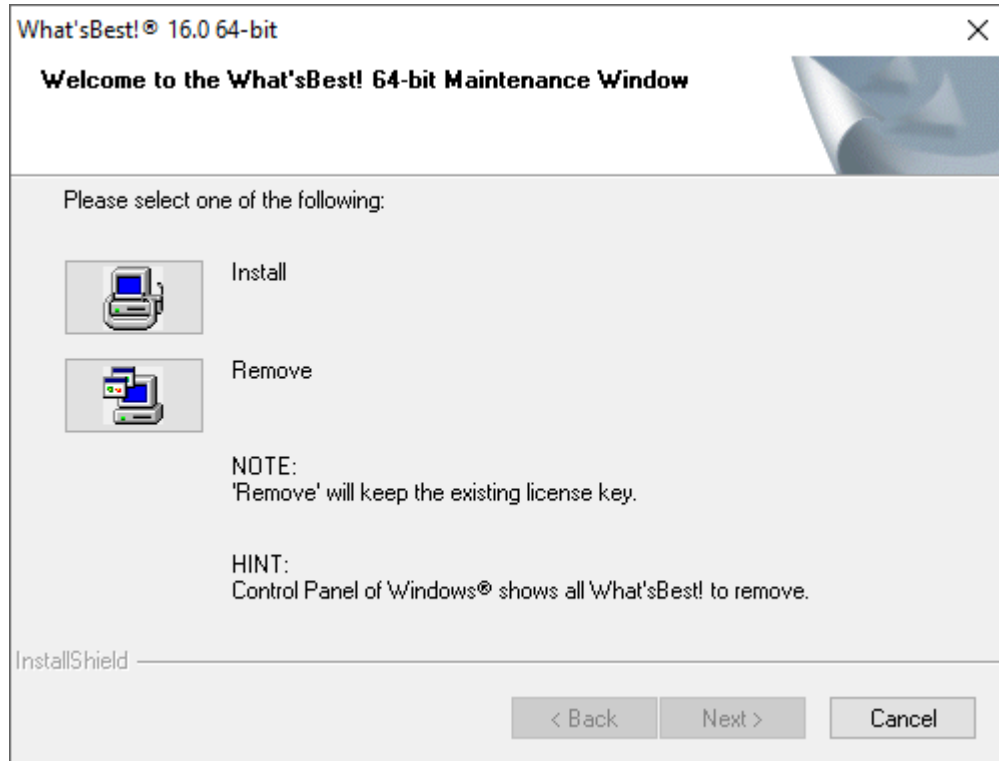 What'sBest!® 16.0 64-bit
Welcome to the What'sBest! 64-bit Maintenance Window
Please select one of the following:
Install
Remove
NOTE:
'Remove' will keep the existing license key.
HINT:
Control Panel of Windows® shows all What'sBest! to remove.
InstallShield
< Back Next > Cancel